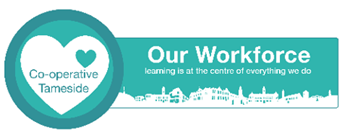 Co-operative
Tameside
Our Workforce
learning is at the centre of everything we do